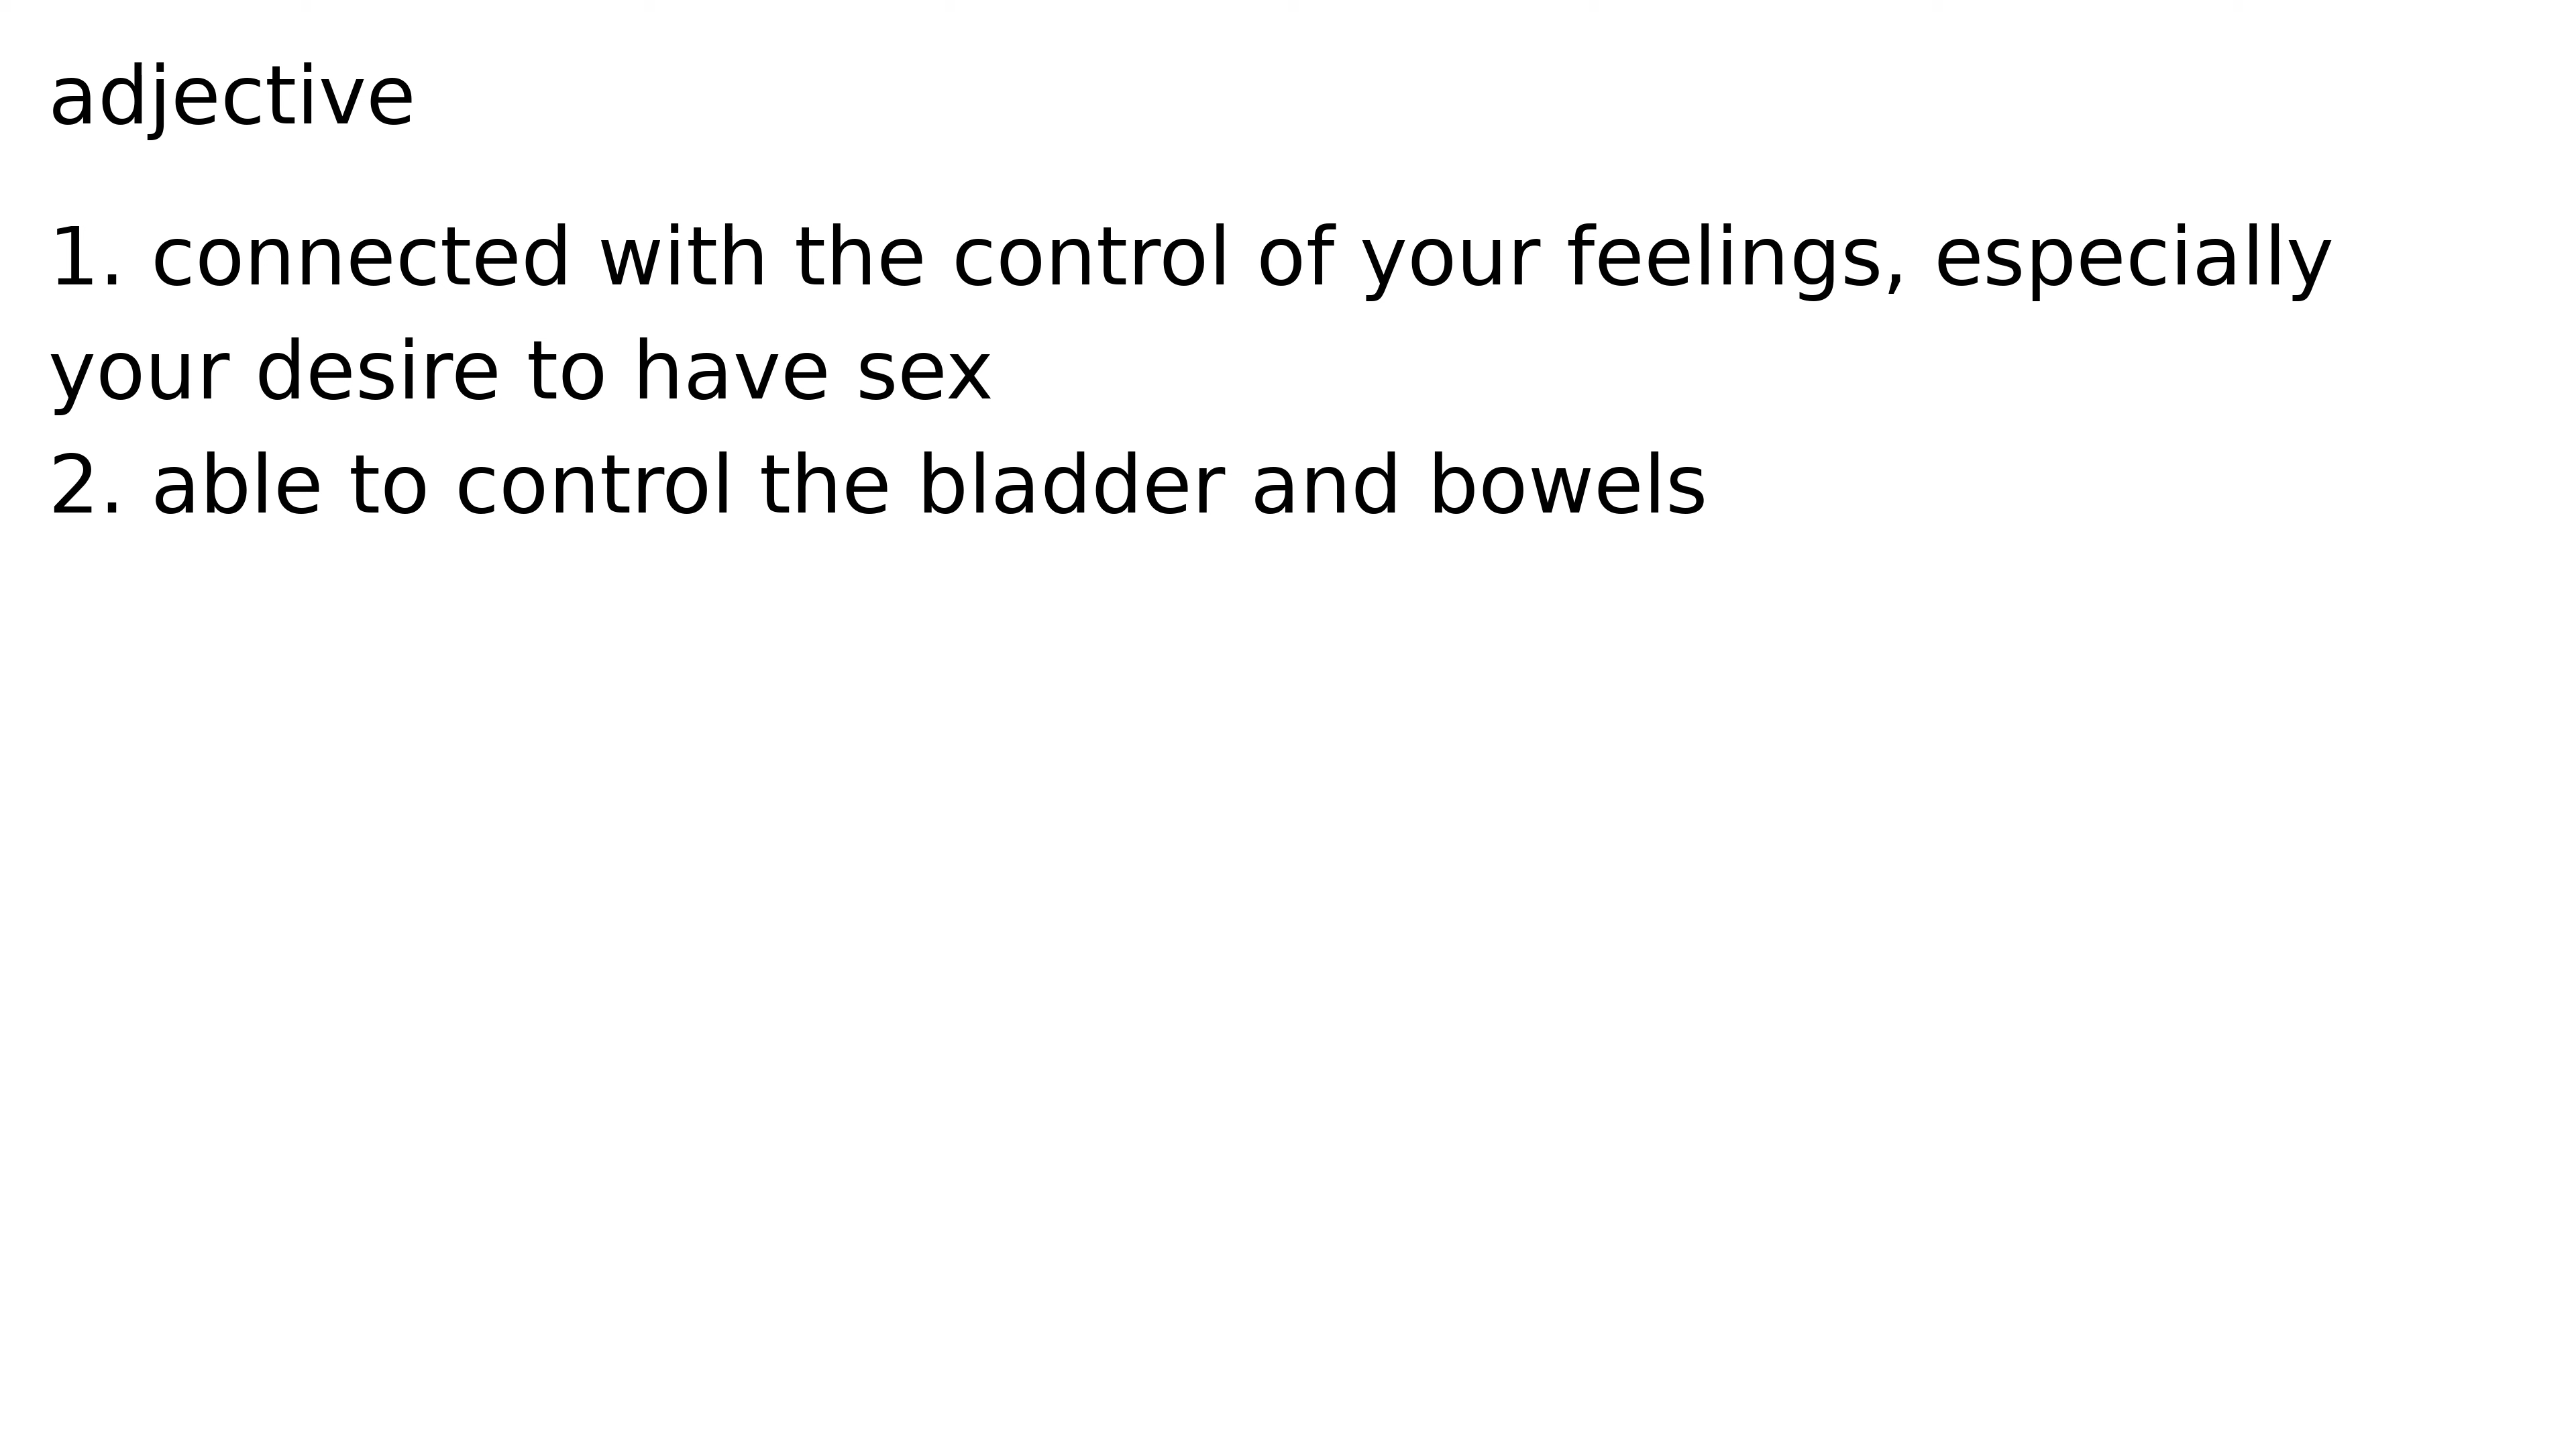 adjective
1. connected with the control of your feelings, especially
your desire to have sex
2. able to control the bladder and bowels